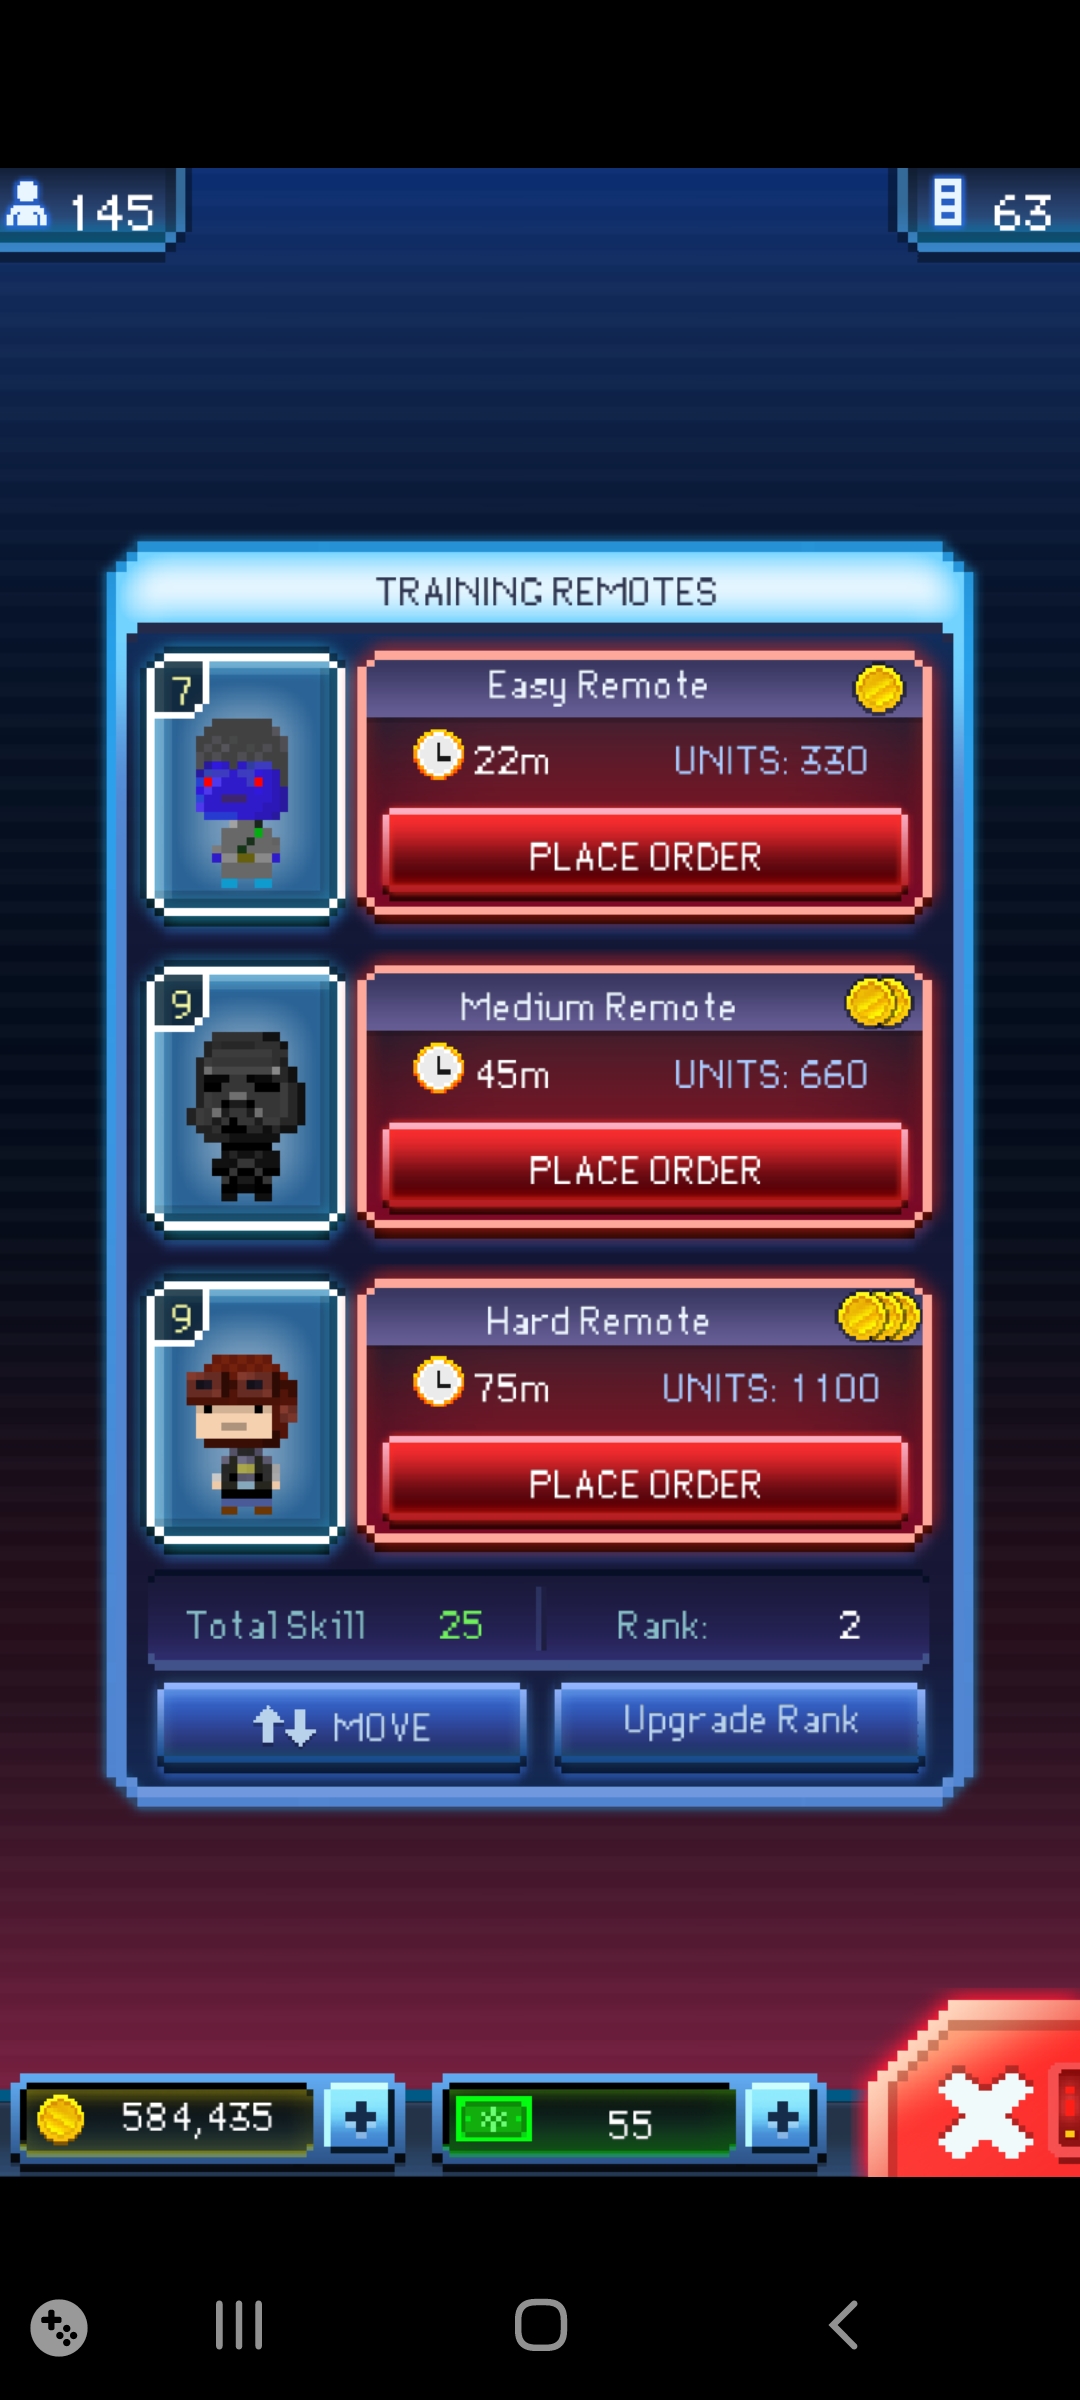 145
63
TRAINING REMOTES
7
Easy Remote
22m UNITS: 330
PLACE ORDER
9
Medium Remote
45m UNITS: 660
PLACE ORDER
9
Hard Remote
75m UNITS: 1100
PLACE ORDER
Total Skill 25 Rank: 2
MOVE Upgrade Rank
584,435 55